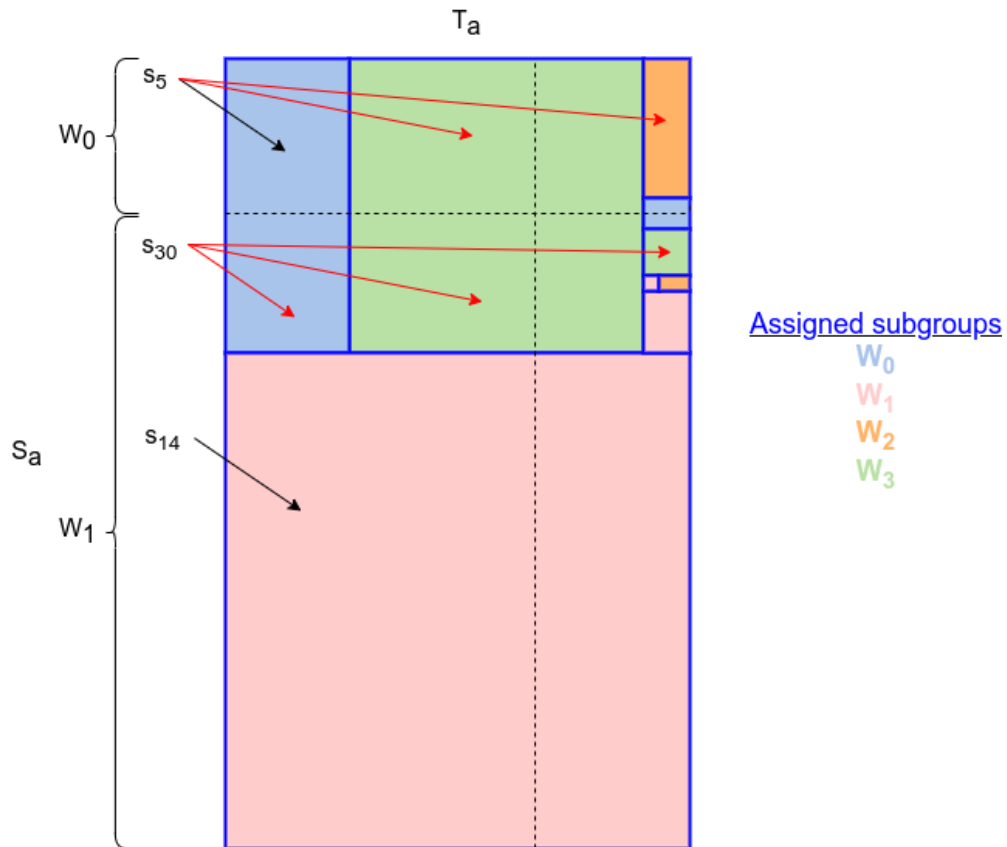 Tₐ
s₅
W₀
s₃₀
Assigned subgroups
W₀
W₁
W₂
W₃
s₁₄
Sₐ
W₁